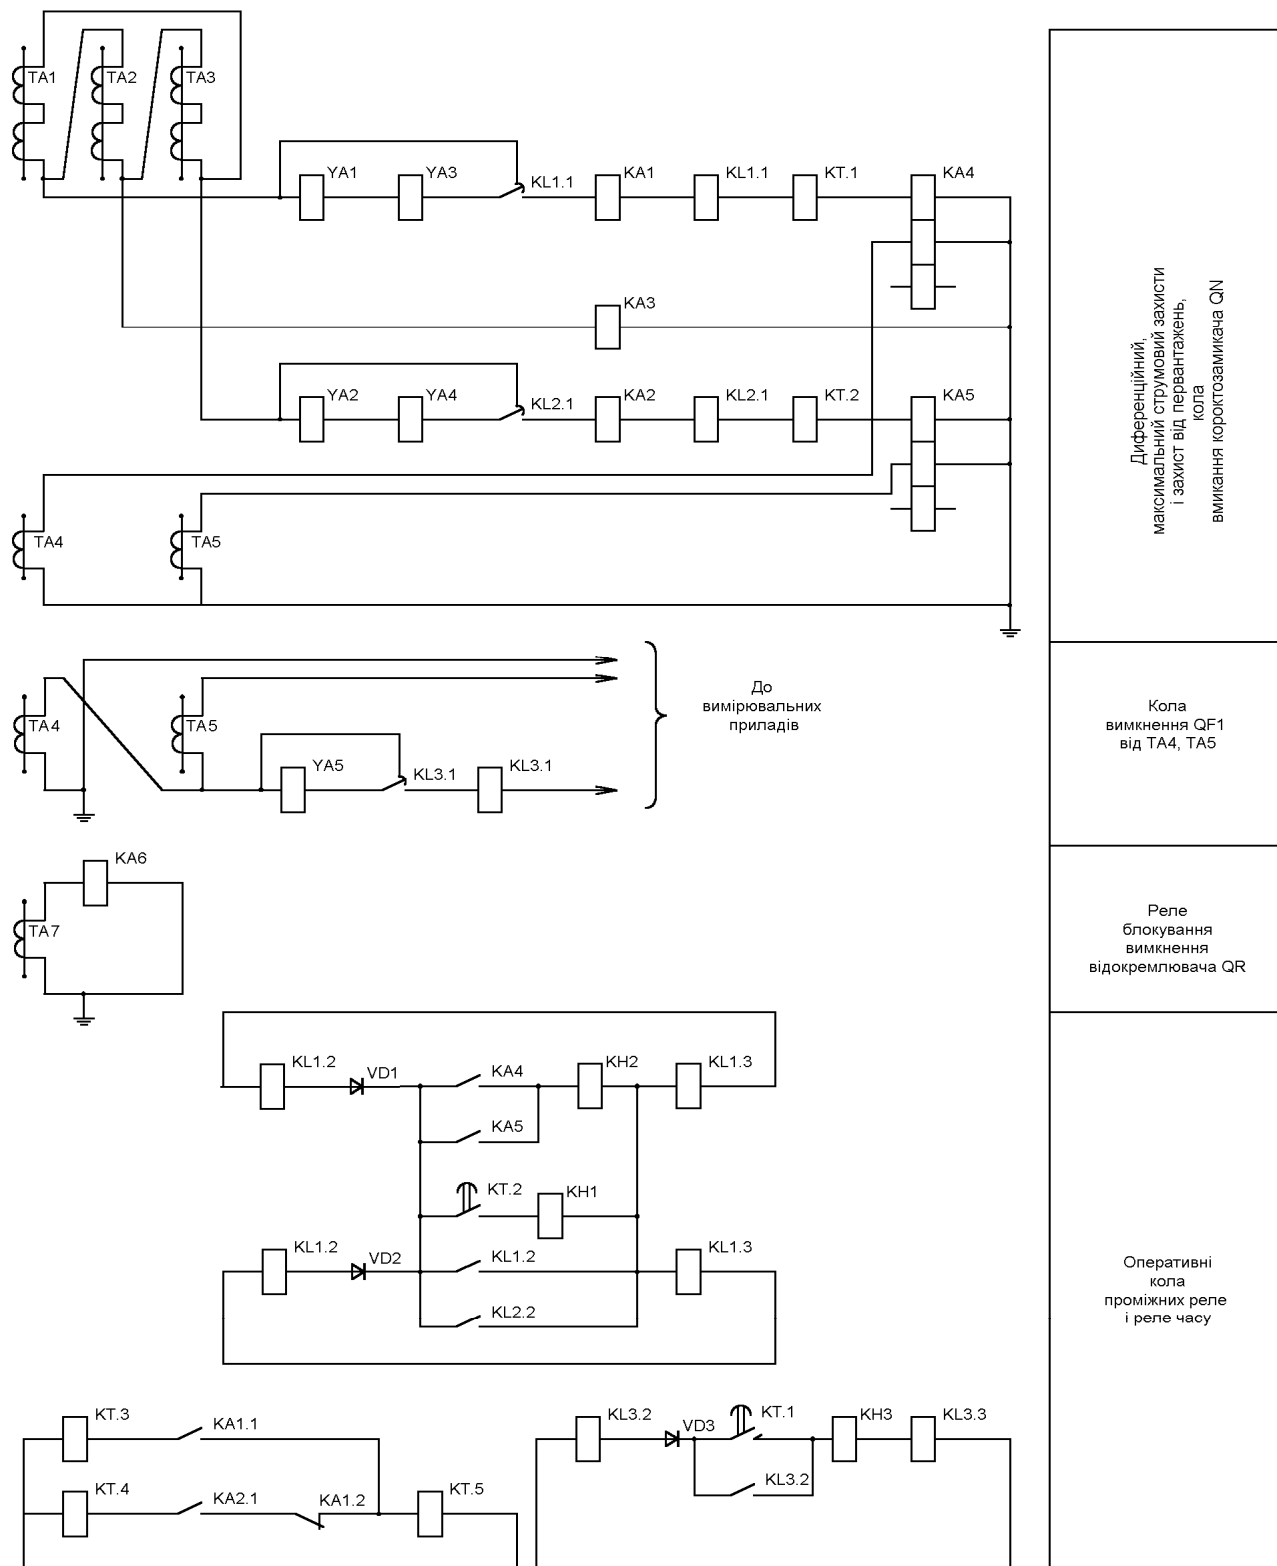 TA1
TA2
TA3
YA1
YA3
KL1.1
KA1
KL1.1
KT.1
KA4
KA3
YA2
YA4
KL2.1
KA2
KL2.1
KT.2
KA5
TA4
TA5
Диференційний,
максимальний струмовий захисти
і захист від первантажень,
кола
вмикання короктозамикача QN
TA4
TA5
YA5
KL3.1
KL3.1
До
вимірювальних
приладів
Кола
вимкнення QF1
від TA4, TA5
KA6
TA7
Реле
блокування
вимкнення
відокремлювача QR
KL1.2
VD1
KA4
KH2
KL1.3
KA5
KT.2
KH1
KL1.2
VD2
KL1.2
KL1.3
KL2.2
Оперативні
кола
проміжних реле
і реле часу
KT.3
KA1.1
KL3.2
VD3
KT.1
KH3
KL3.3
KL3.2
KT.4
KA2.1
KA1.2
KT.5